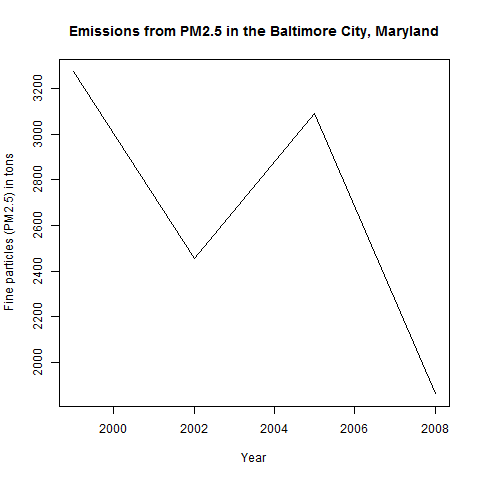 Emissions from PM2.5 in the Baltimore City, Maryland
Fine particles (PM2.5) in tons
3200
3000
2800
2600
2400
2200
2000
2000 2002 2004 2006 2008
Year